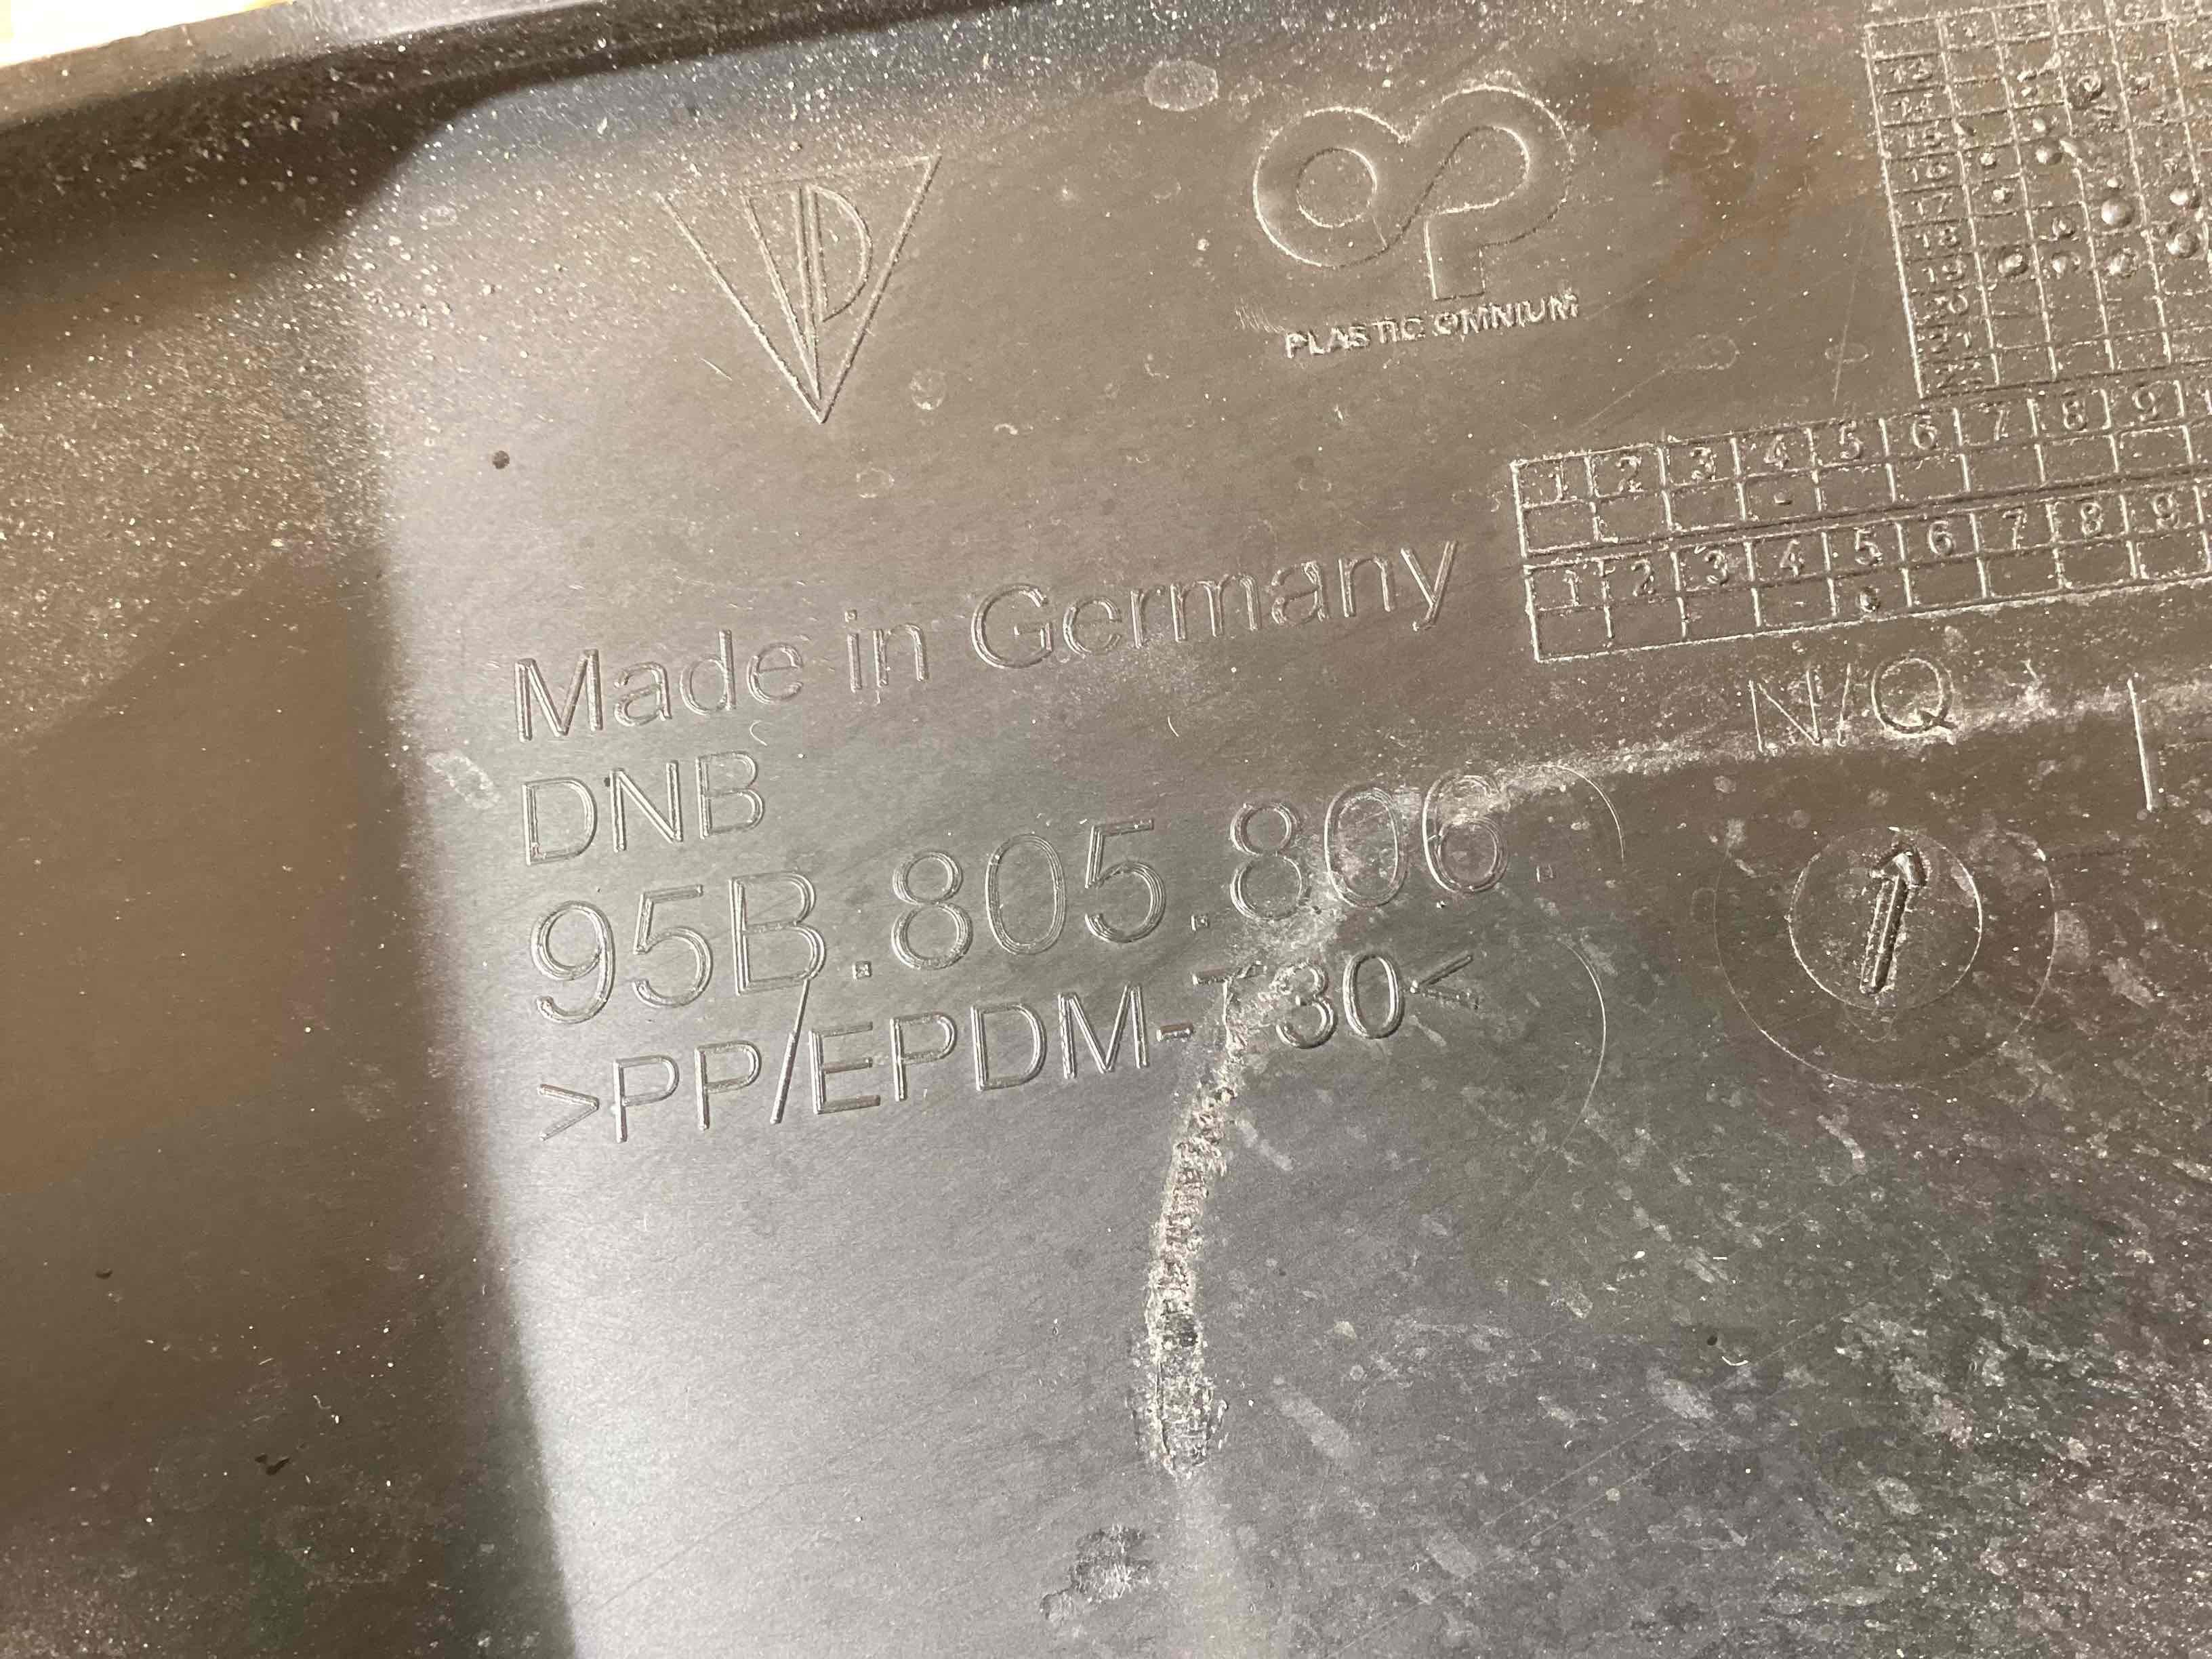 PLASTIC OMNIUM
1 2 3 4 5 6 7 8 9
1 2 3 4 5 6 7 8 9
Made in Germany
N/Q
DNB
95B.805.806.
>PP/EPDM-T30<